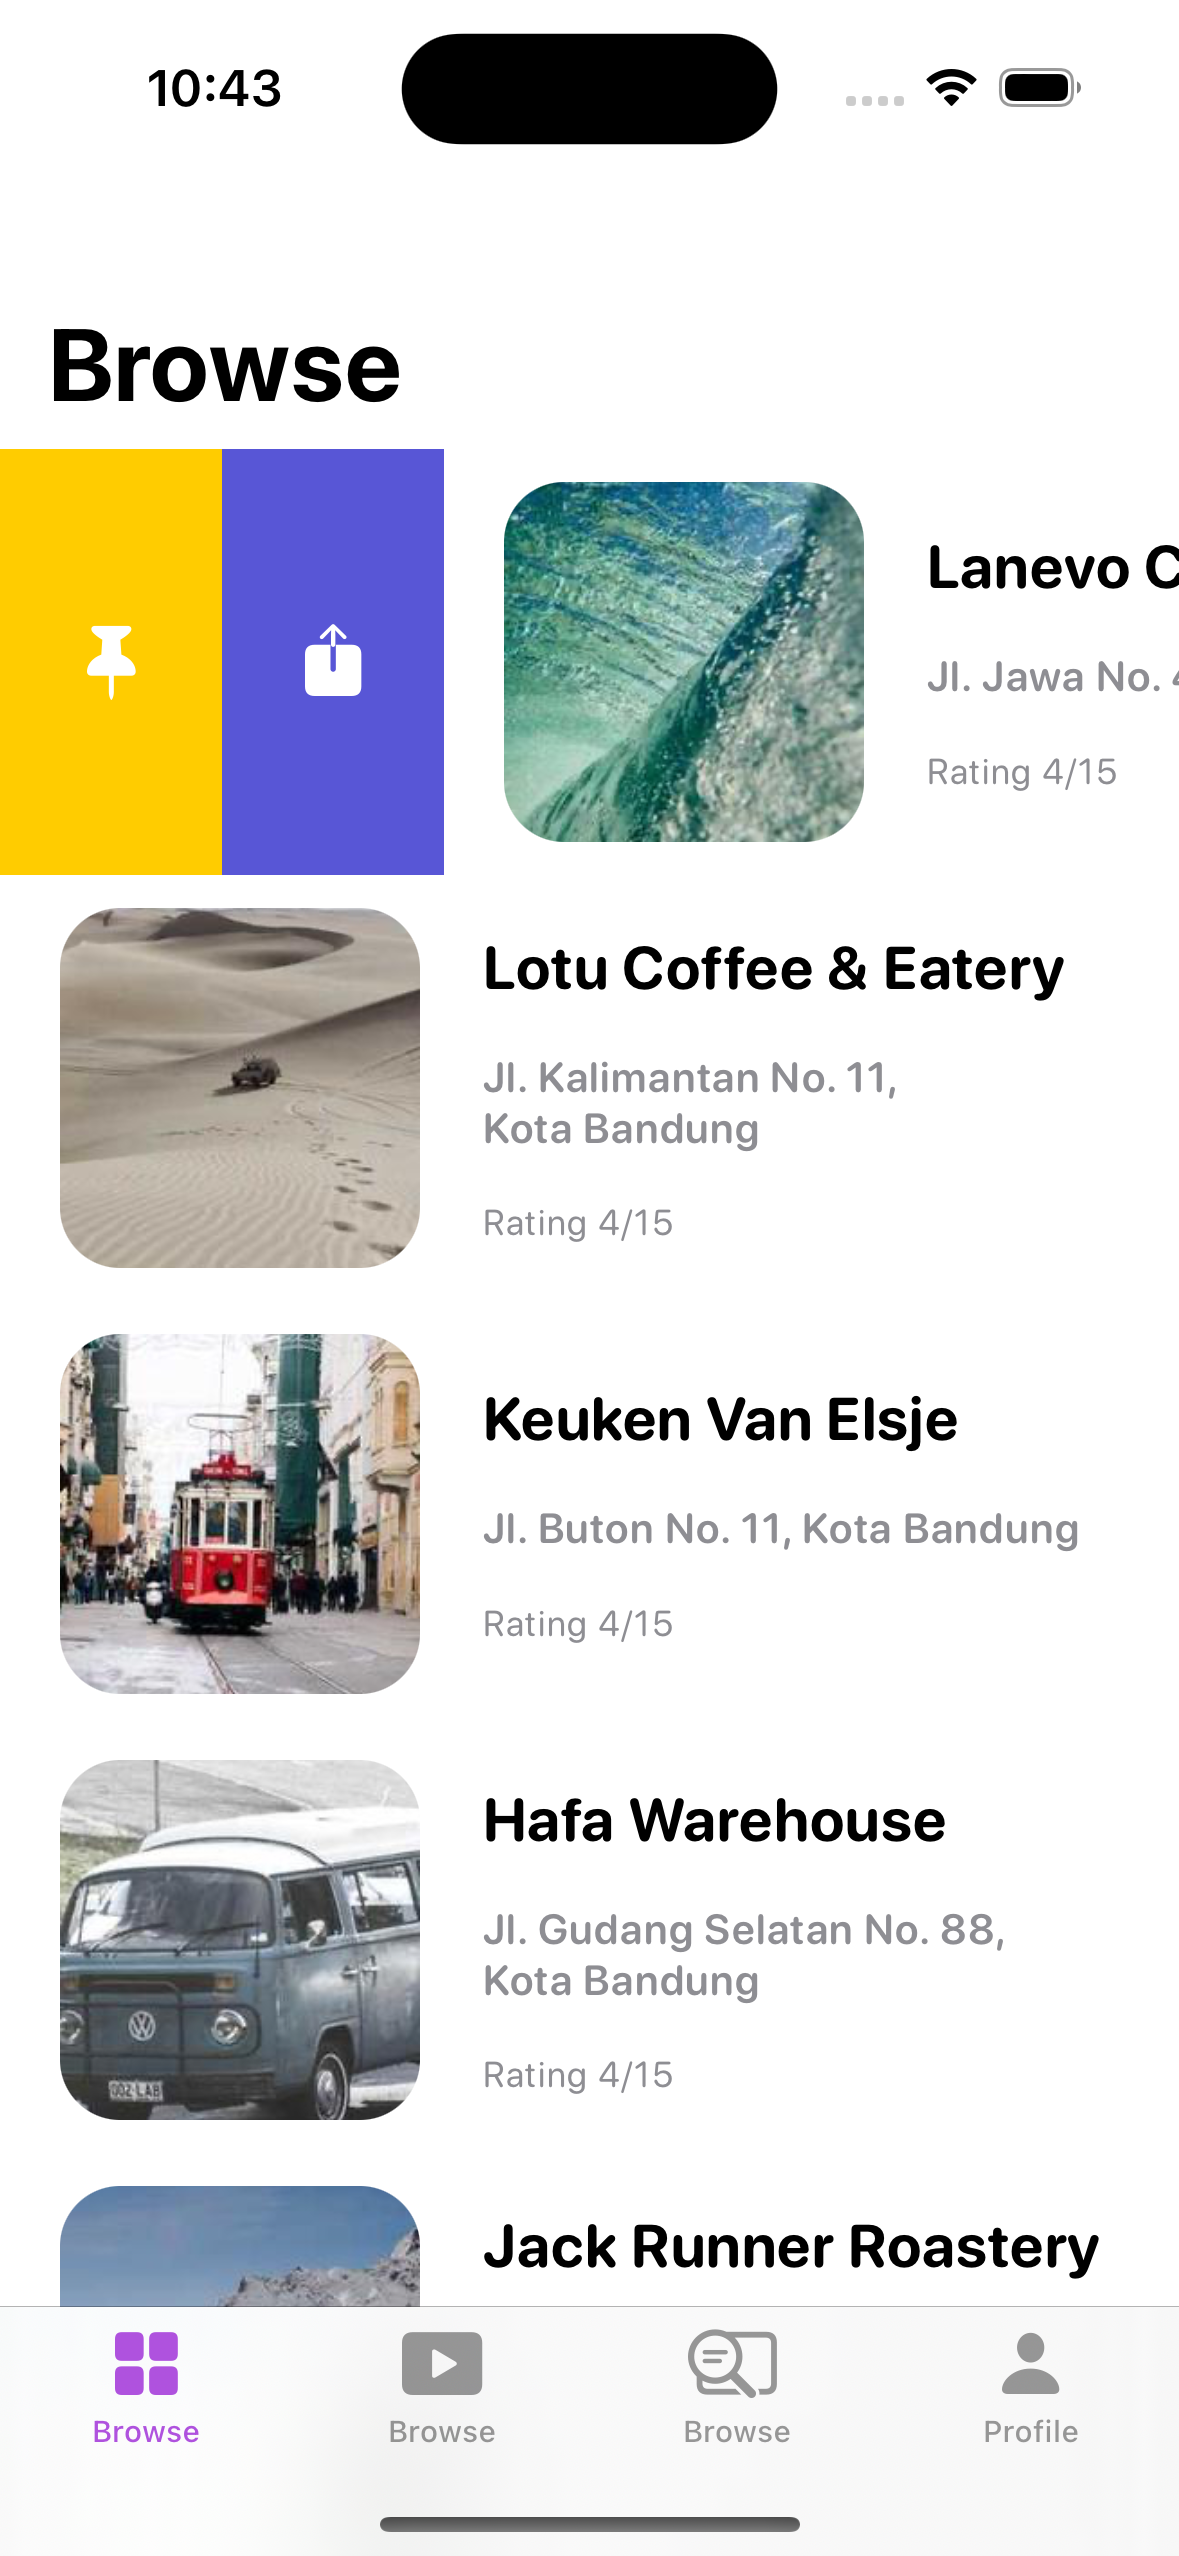 10:43
Browse
Lanevo C
Jl. Jawa No. 4
Rating 4/15
Lotu Coffee & Eatery
Jl. Kalimantan No. 11,
Kota Bandung
Rating 4/15
Keuken Van Elsje
Jl. Buton No. 11, Kota Bandung
Rating 4/15
Hafa Warehouse
Jl. Gudang Selatan No. 88,
Kota Bandung
Rating 4/15
Jack Runner Roastery
Browse
Browse
Browse
Profile